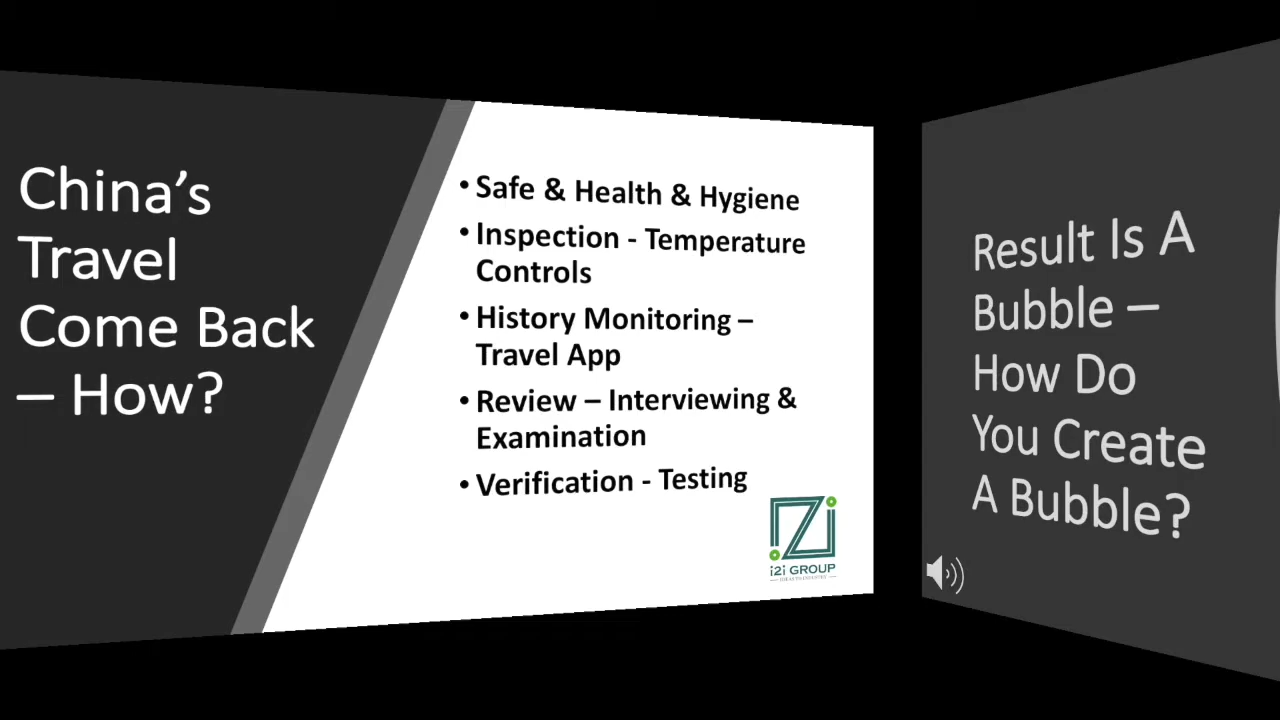 China’s
Travel
Come Back
– How?
• Safe & Health & Hygiene
• Inspection - Temperature
Controls
• History Monitoring –
Travel App
• Review – Interviewing &
Examination
• Verification - Testing
i2i
i2i GROUP
Result Is A
Bubble –
How Do
You Create
A Bubble?